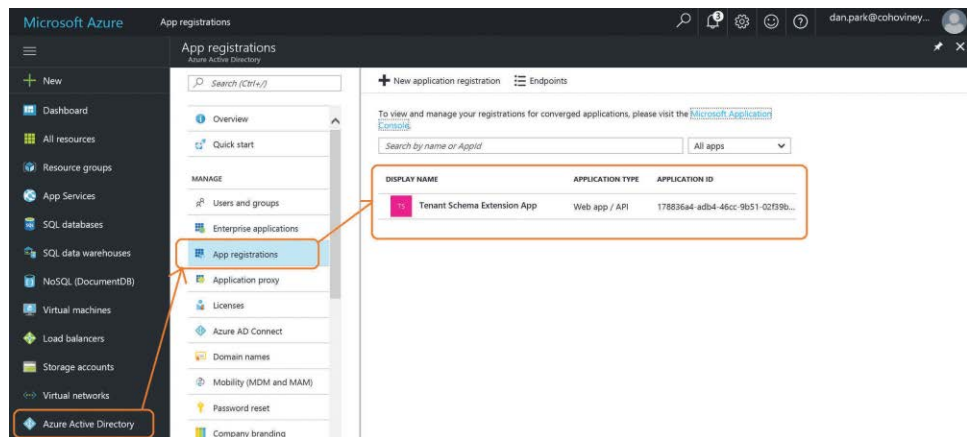 Microsoft Azure App registrations
3
dan.park@cohoviney...
App registrations
Azure Active Directory
New
Dashboard
All resources
Resource groups
App Services
SQL databases
SQL data warehouses
NoSQL (DocumentDB)
Virtual machines
Load balancers
Storage accounts
Virtual networks
Azure Active Directory
Search (Ctrl+/)
Overview
Quick start
MANAGE
Users and groups
Enterprise applications
App registrations
Application proxy
Licenses
Azure AD Connect
Domain names
Mobility (MDM and MAM)
Password reset
Company branding
New application registration Endpoints
To view and manage your registrations for converged applications, please visit the Microsoft Application
Console.
Search by name or AppId All apps
DISPLAY NAME APPLICATION TYPE APPLICATION ID
TS Tenant Schema Extension App Web app / API 178836a4-adb4-46cc-9b51-02f39b...